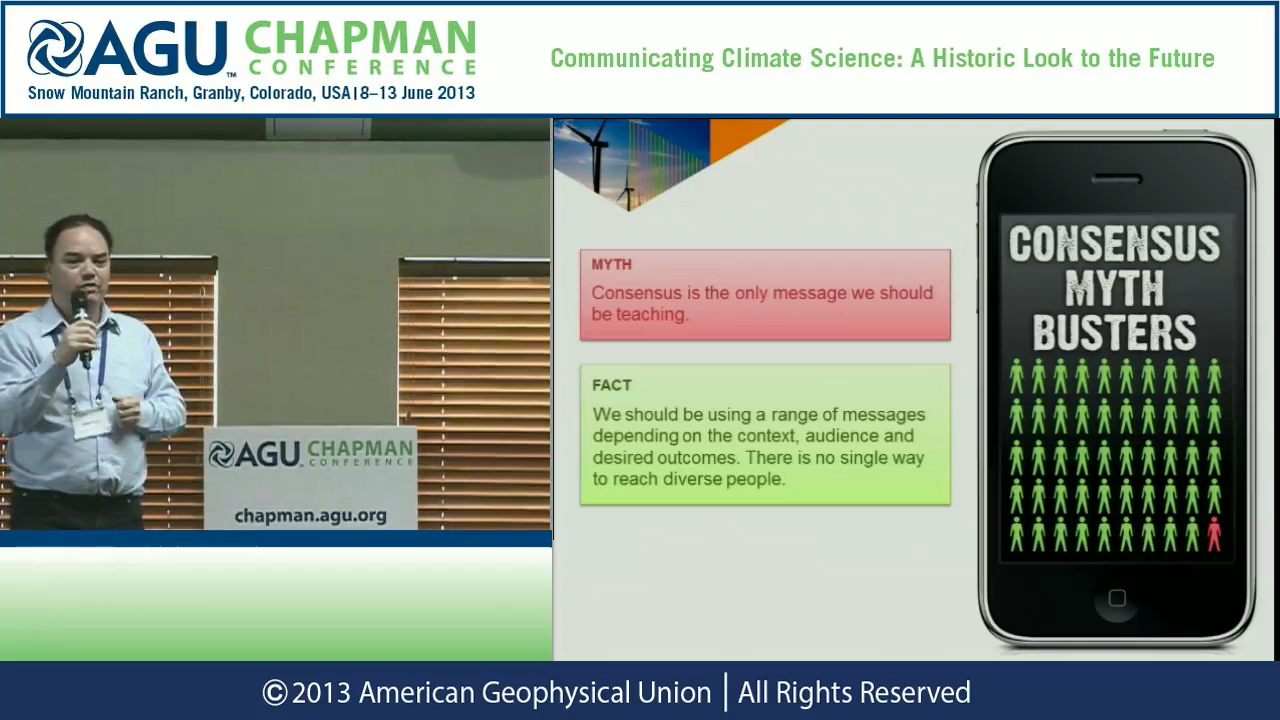 AGU CHAPMAN
CONFERENCE
Snow Mountain Ranch, Granby, Colorado, USA|8–13 June 2013
Communicating Climate Science: A Historic Look to the Future
MYTH
Consensus is the only message we should
be teaching.
FACT
We should be using a range of messages
depending on the context, audience and
desired outcomes. There is no single way
to reach diverse people.
CONSENSUS
MYTH
BUSTERS
AGU CHAPMAN
CONFERENCE
chapman.agu.org
©2013 American Geophysical Union | All Rights Reserved